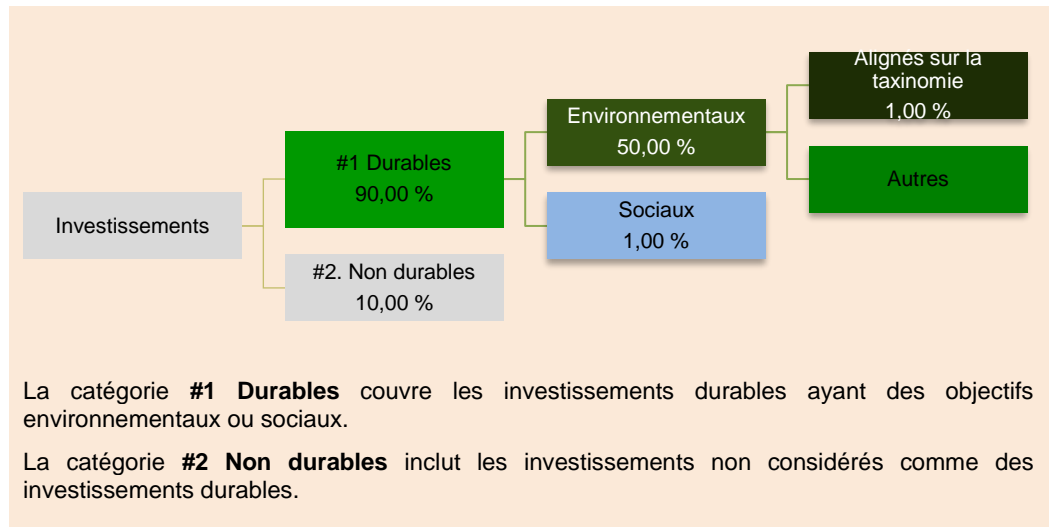 Alignés sur la
taxinomie
1,00 %
Environnementaux
50,00 %
#1 Durables
90,00 %
Autres
Sociaux
1,00 %
Investissements
#2. Non durables
10,00 %
La catégorie #1 Durables couvre les investissements durables ayant des objectifs
environnementaux ou sociaux.
La catégorie #2 Non durables inclut les investissements non considérés comme des
investissements durables.